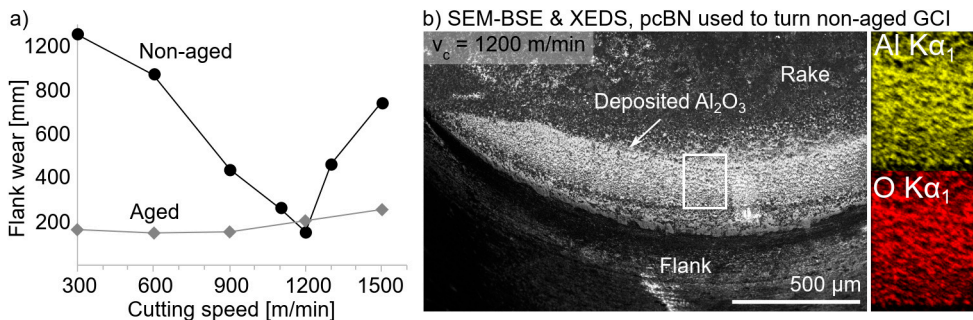 a)
1200
800
600
400
200
Flank wear [mm]
Non-aged
Aged
300
600
900
1200
1500
Cutting speed [m/min]
b) SEM-BSE & XEDS, pcBN used to turn non-aged GCI
v_c = 1200 m/min
Rake
Deposited Al₂O₃
Flank
500 µm
Al Kα₁
O Kα₁